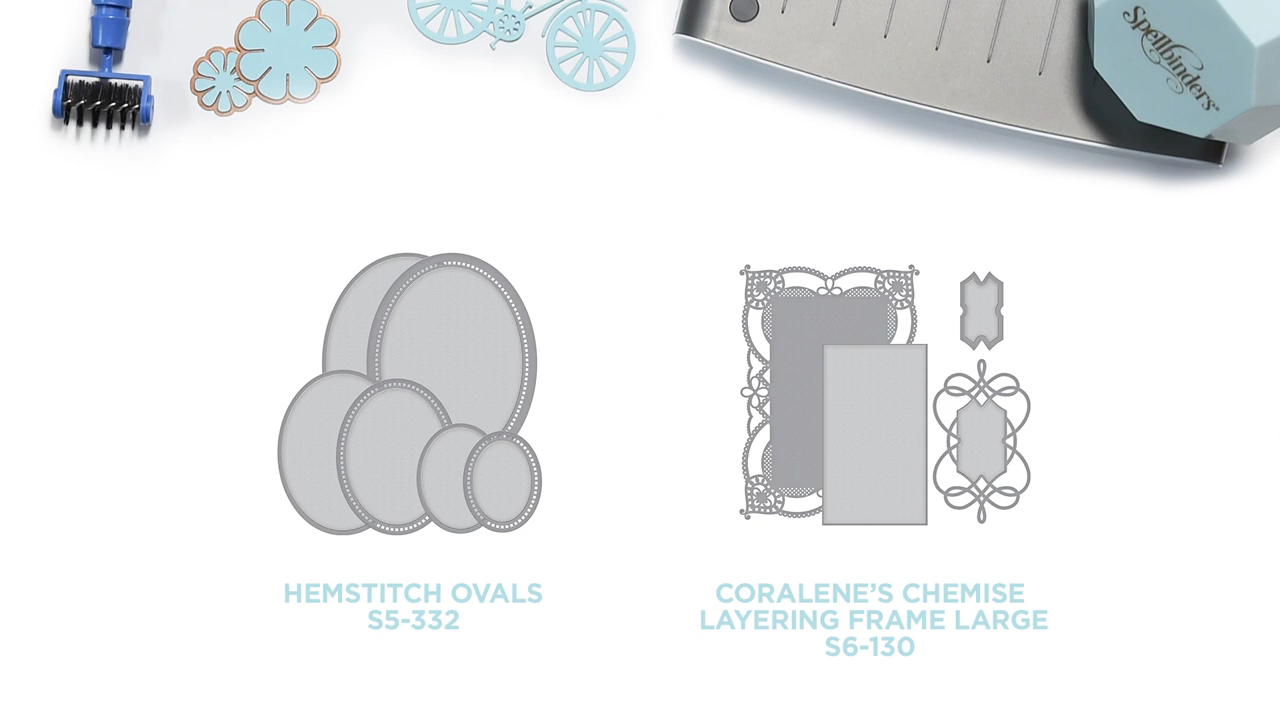 Spellbinders®
HEMSTITCH OVALS
S5-332
CORALENE’S CHEMISE
LAYERING FRAME LARGE
S6-130